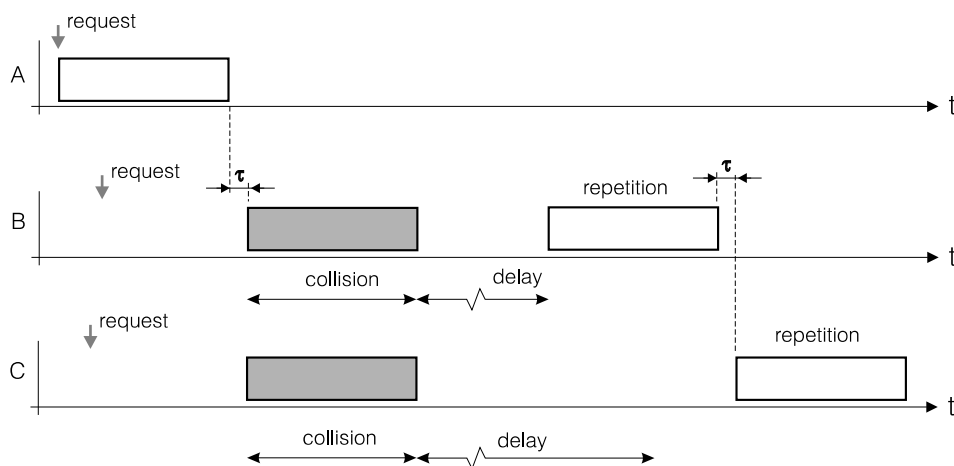 request
A
t
request
τ
τ
repetition
B
t
collision
delay
request
repetition
C
t
collision
delay